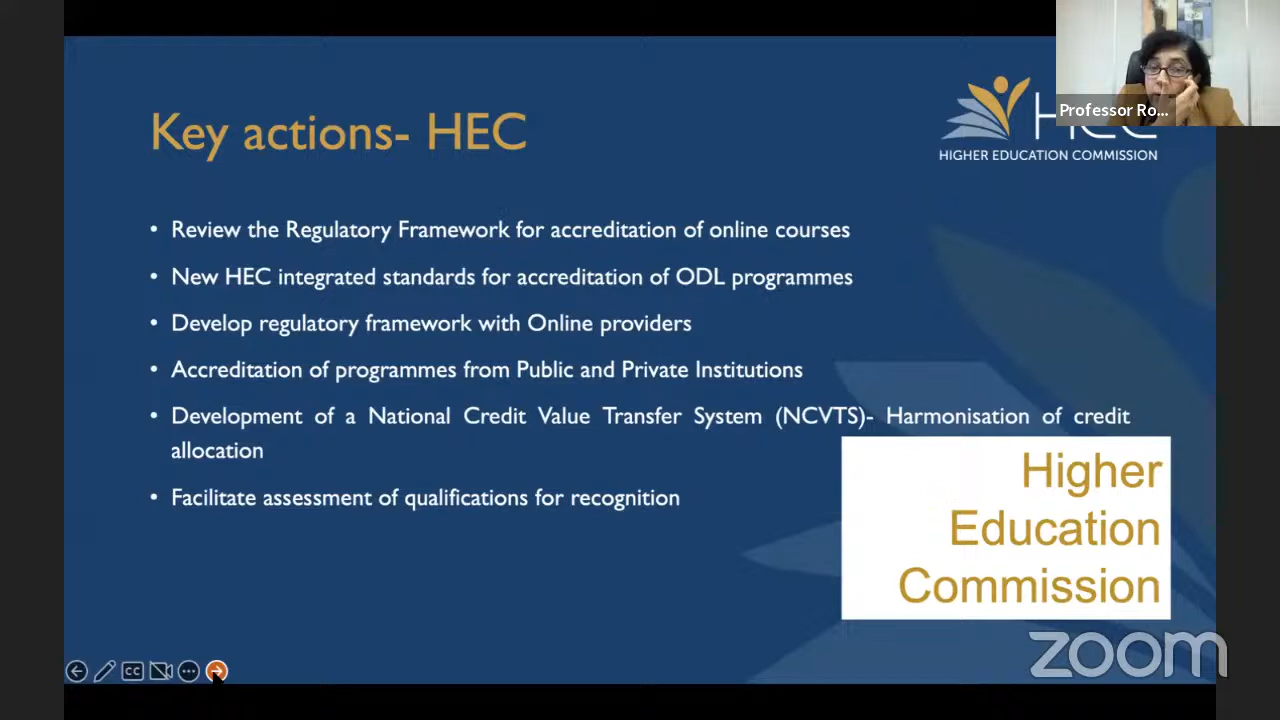 Professor Ro...
Key actions- HEC
HIGHER EDUCATION COMMISSION
• Review the Regulatory Framework for accreditation of online courses
• New HEC integrated standards for accreditation of ODL programmes
• Develop regulatory framework with Online providers
• Accreditation of programmes from Public and Private Institutions
• Development of a National Credit Value Transfer System (NCVTS)- Harmonisation of credit
allocation
• Facilitate assessment of qualifications for recognition
Higher
Education
Commission
zoom
CC